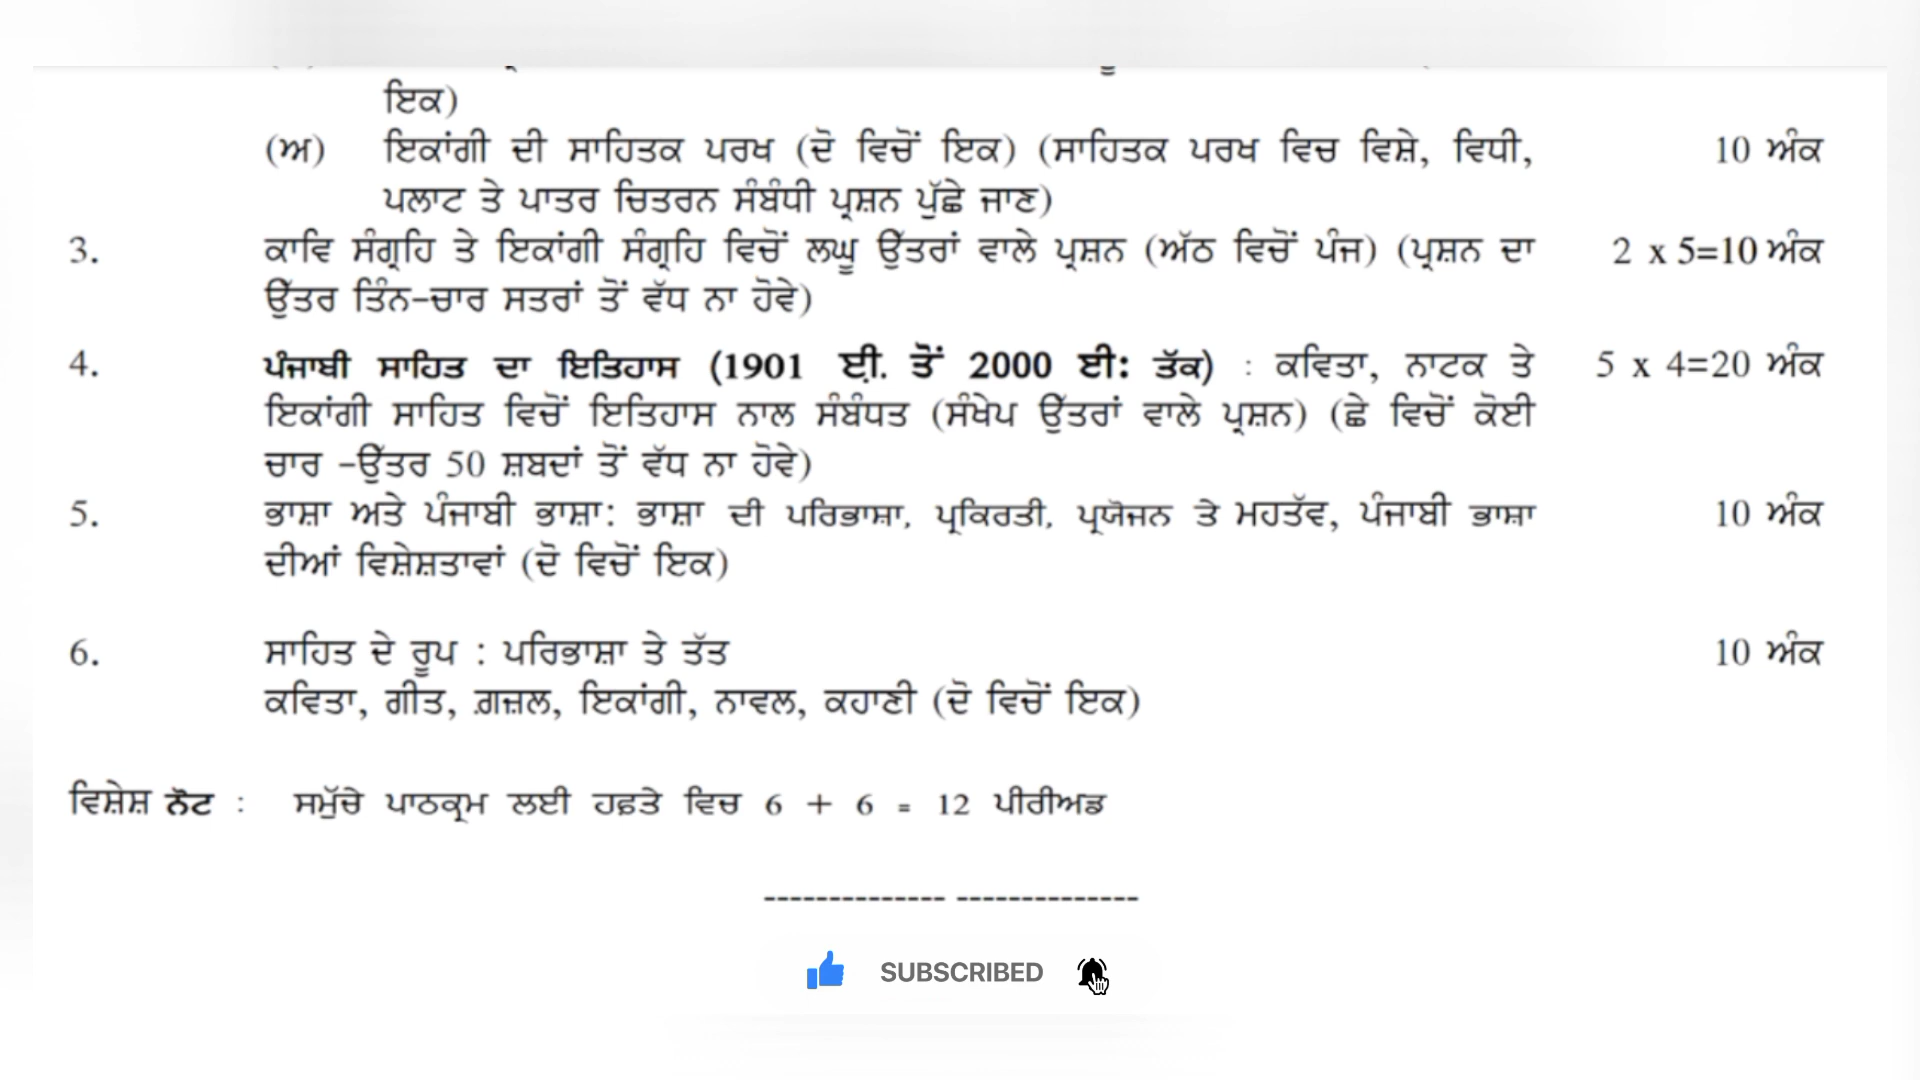 ਇਕ)
(ਅ) ਇਕਾਂਗੀ ਦੀ ਸਾਹਿਤਕ ਪਰਖ (ਦੋ ਵਿਚੋਂ ਇਕ) (ਸਾਹਿਤਕ ਪਰਖ ਵਿਚ ਵਿਸ਼ੇ, ਵਿਧੀ, 10 ਅੰਕ
ਪਲਾਟ ਤੇ ਪਾਤਰ ਚਿਤਰਨ ਸੰਬੰਧੀ ਪ੍ਰਸ਼ਨ ਪੁੱਛੇ ਜਾਣ)
3. ਕਾਵਿ ਸੰਗ੍ਰਹਿ ਤੇ ਇਕਾਂਗੀ ਸੰਗ੍ਰਹਿ ਵਿਚੋਂ ਲਘੂ ਉੱਤਰਾਂ ਵਾਲੇ ਪ੍ਰਸ਼ਨ (ਅੱਠ ਵਿਚੋਂ ਪੰਜ) (ਪ੍ਰਸ਼ਨ ਦਾ 2 x 5=10 ਅੰਕ
ਉੱਤਰ ਤਿੰਨ-ਚਾਰ ਸਤਰਾਂ ਤੋਂ ਵੱਧ ਨਾ ਹੋਵੇ)
4. ਪੰਜਾਬੀ ਸਾਹਿਤ ਦਾ ਇਤਿਹਾਸ (1901 ਈ. ਤੋਂ 2000 ਈ: ਤੱਕ) : ਕਵਿਤਾ, ਨਾਟਕ ਤੇ 5 x 4=20 ਅੰਕ
ਇਕਾਂਗੀ ਸਾਹਿਤ ਵਿਚੋਂ ਇਤਿਹਾਸ ਨਾਲ ਸੰਬੰਧਤ (ਸੰਖੇਪ ਉੱਤਰਾਂ ਵਾਲੇ ਪ੍ਰਸ਼ਨ) (ਛੇ ਵਿਚੋਂ ਕੋਈ
ਚਾਰ -ਉੱਤਰ 50 ਸ਼ਬਦਾਂ ਤੋਂ ਵੱਧ ਨਾ ਹੋਵੇ)
5. ਭਾਸ਼ਾ ਅਤੇ ਪੰਜਾਬੀ ਭਾਸ਼ਾ: ਭਾਸ਼ਾ ਦੀ ਪਰਿਭਾਸ਼ਾ, ਪ੍ਰਕਿਰਤੀ, ਪ੍ਰਯੋਜਨ ਤੇ ਮਹਤੱਵ, ਪੰਜਾਬੀ ਭਾਸ਼ਾ 10 ਅੰਕ
ਦੀਆਂ ਵਿਸ਼ੇਸ਼ਤਾਵਾਂ (ਦੋ ਵਿਚੋਂ ਇਕ)
6. ਸਾਹਿਤ ਦੇ ਰੂਪ : ਪਰਿਭਾਸ਼ਾ ਤੇ ਤੱਤ 10 ਅੰਕ
ਕਵਿਤਾ, ਗੀਤ, ਗ਼ਜ਼ਲ, ਇਕਾਂਗੀ, ਨਾਵਲ, ਕਹਾਣੀ (ਦੋ ਵਿਚੋਂ ਇਕ)
ਵਿਸ਼ੇਸ਼ ਨੋਟ : ਸਮੁੱਚੇ ਪਾਠਕ੍ਰਮ ਲਈ ਹਫ਼ਤੇ ਵਿਚ 6 + 6 = 12 ਪੀਰੀਅਡ
-------------- --------------
SUBSCRIBED